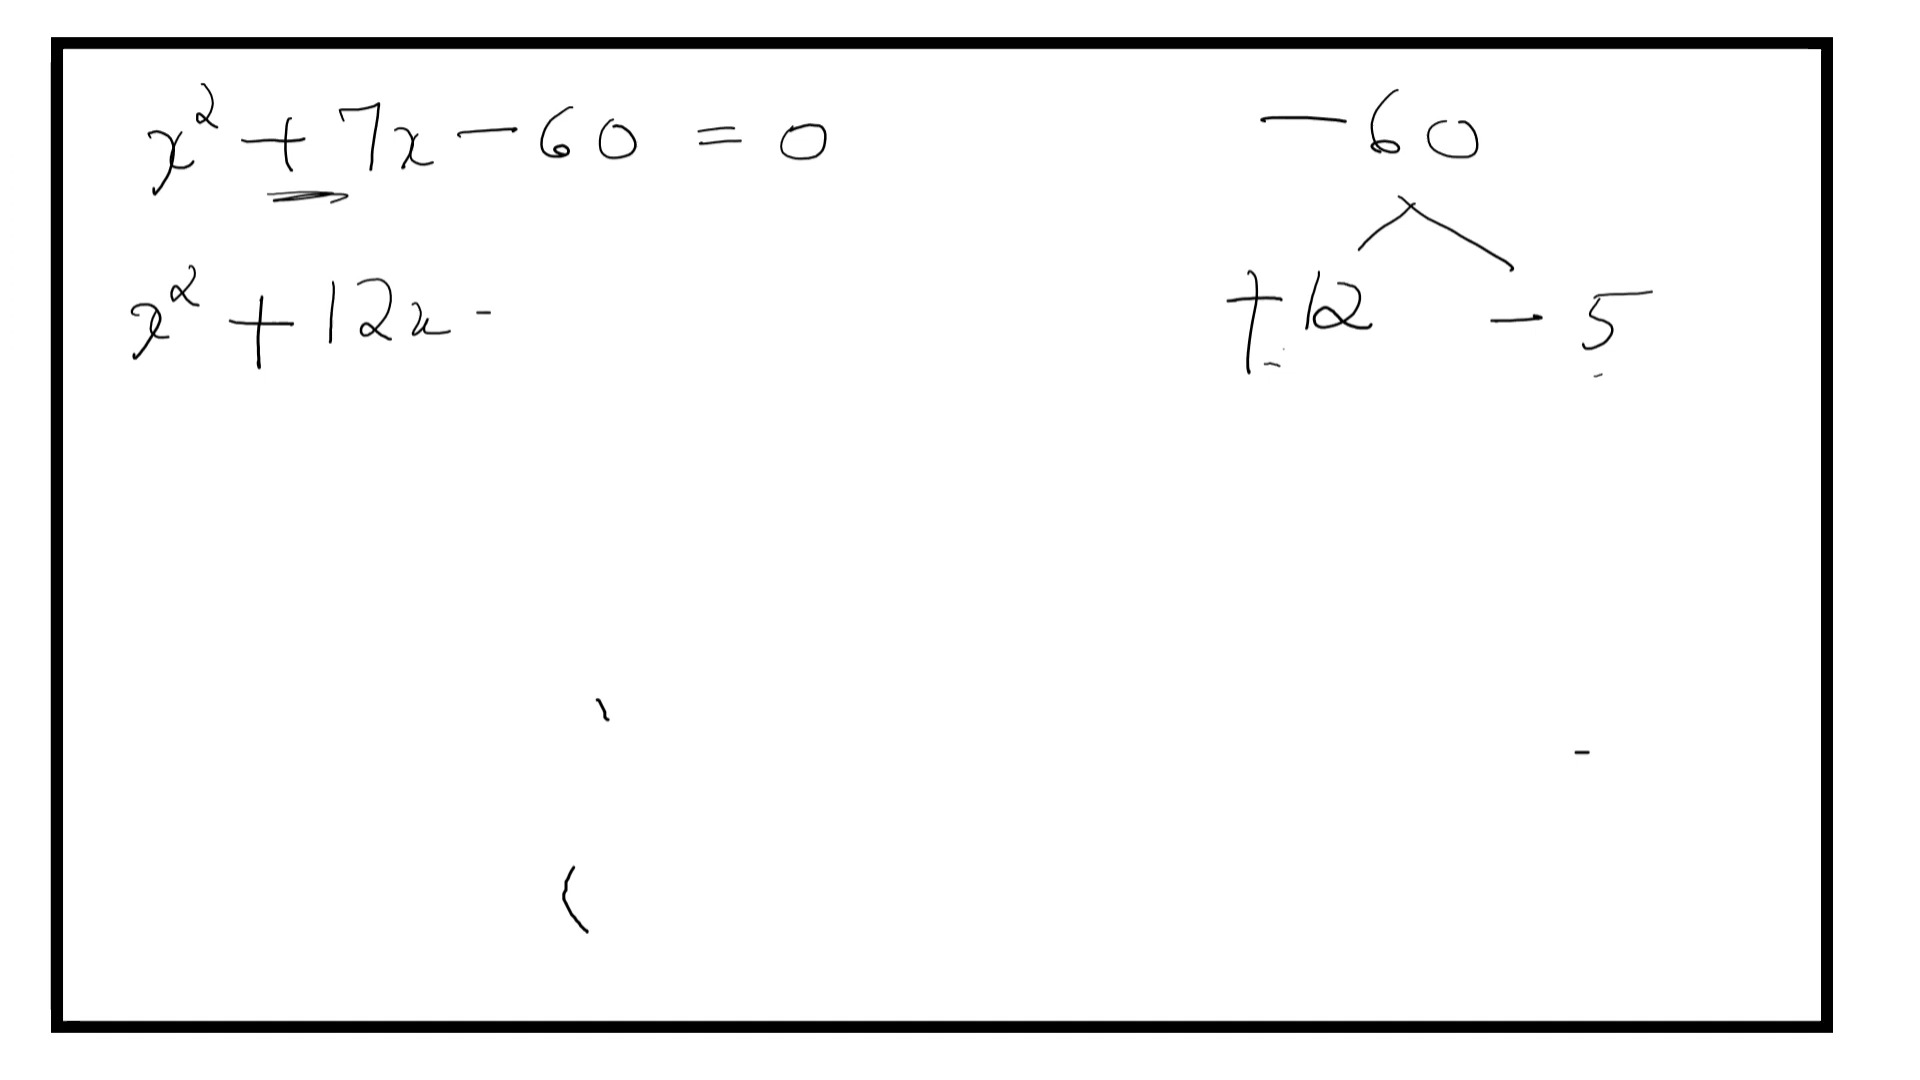 x² + 7x - 60 = 0
-60
+12 -5
x² + 12x -
(